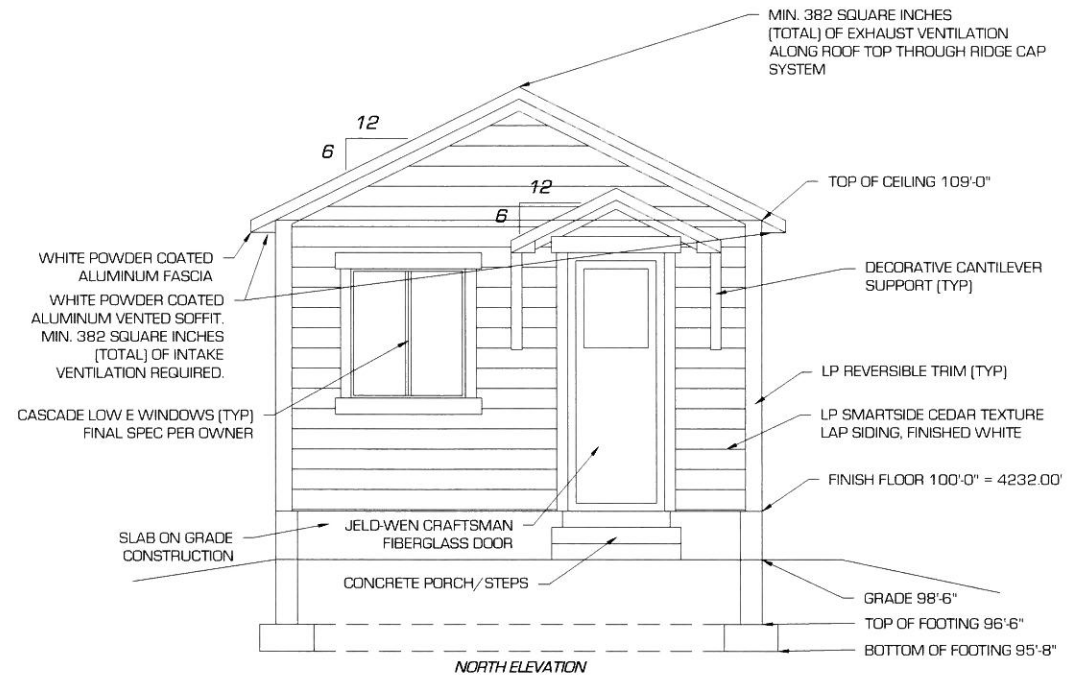 MIN. 382 SQUARE INCHES
(TOTAL) OF EXHAUST VENTILATION
ALONG ROOF TOP THROUGH RIDGE CAP
SYSTEM
12
6
12
6
TOP OF CEILING 109'-0"
WHITE POWDER COATED
ALUMINUM FASCIA
WHITE POWDER COATED
ALUMINUM VENTED SOFFIT.
MIN. 382 SQUARE INCHES
(TOTAL) OF INTAKE
VENTILATION REQUIRED.
DECORATIVE CANTILEVER
SUPPORT (TYP)
LP REVERSIBLE TRIM (TYP)
CASCADE LOW E WINDOWS (TYP)
FINAL SPEC PER OWNER
LP SMARTSIDE CEDAR TEXTURE
LAP SIDING, FINISHED WHITE
FINISH FLOOR 100'-0" = 4232.00'
SLAB ON GRADE
CONSTRUCTION
JELD-WEN CRAFTSMAN
FIBERGLASS DOOR
CONCRETE PORCH/STEPS
GRADE 98'-6"
TOP OF FOOTING 96'-6"
BOTTOM OF FOOTING 95'-8"
NORTH ELEVATION